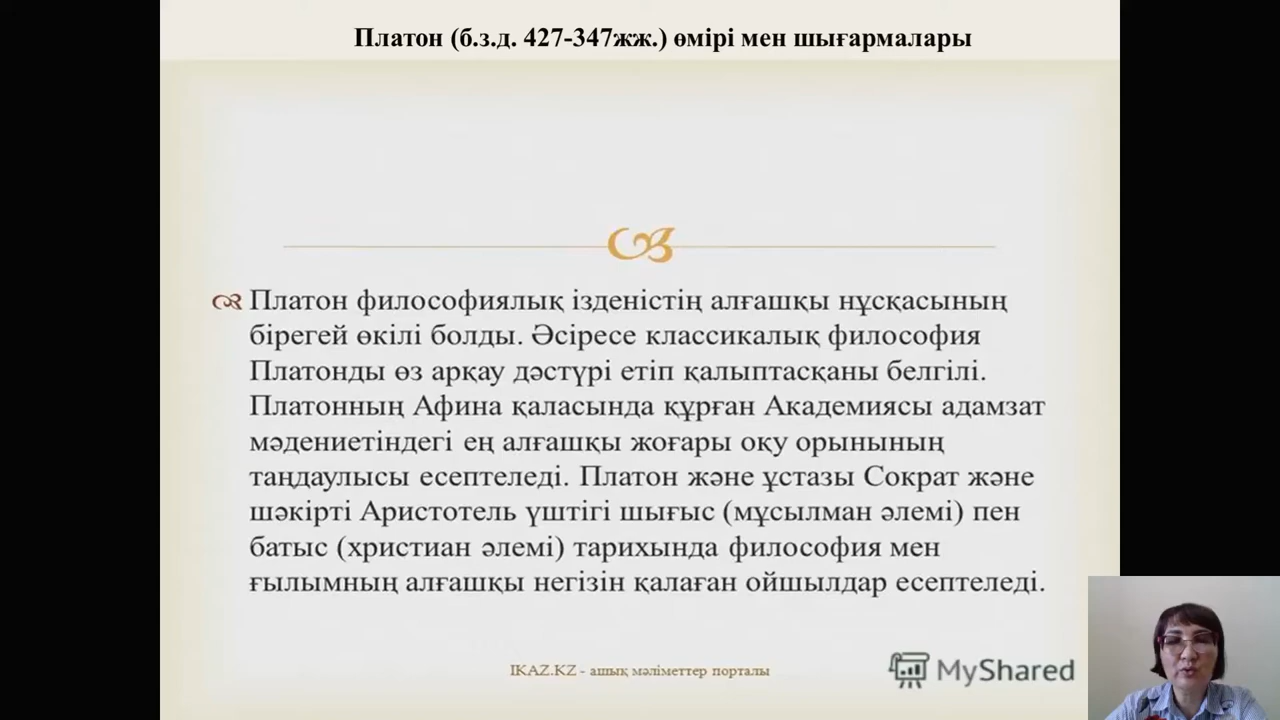 Платон (б.з.д. 427-347жж.) өмірі мен шығармалары
Платон философиялық ізденістің алғашқы нұсқасының
бірегей өкілі болды. Әсіресе классикалық философия
Платонды өз арқау дәстүрі етіп қалыптасқаны белгілі.
Платонның Афина қаласында құрған Академиясы адамзат
мәдениетіндегі ең алғашқы жоғары оқу орынының
таңдаулысы есептеледі. Платон және ұстазы Сократ және
шәкірті Аристотель үштігі шығыс (мұсылман әлемі) пен
батыс (христиан әлемі) тарихында философия мен
ғылымның алғашқы негізін қалаған ойшылдар есептеледі.
IKAZ.KZ - ашық мәліметтер порталы
MyShared